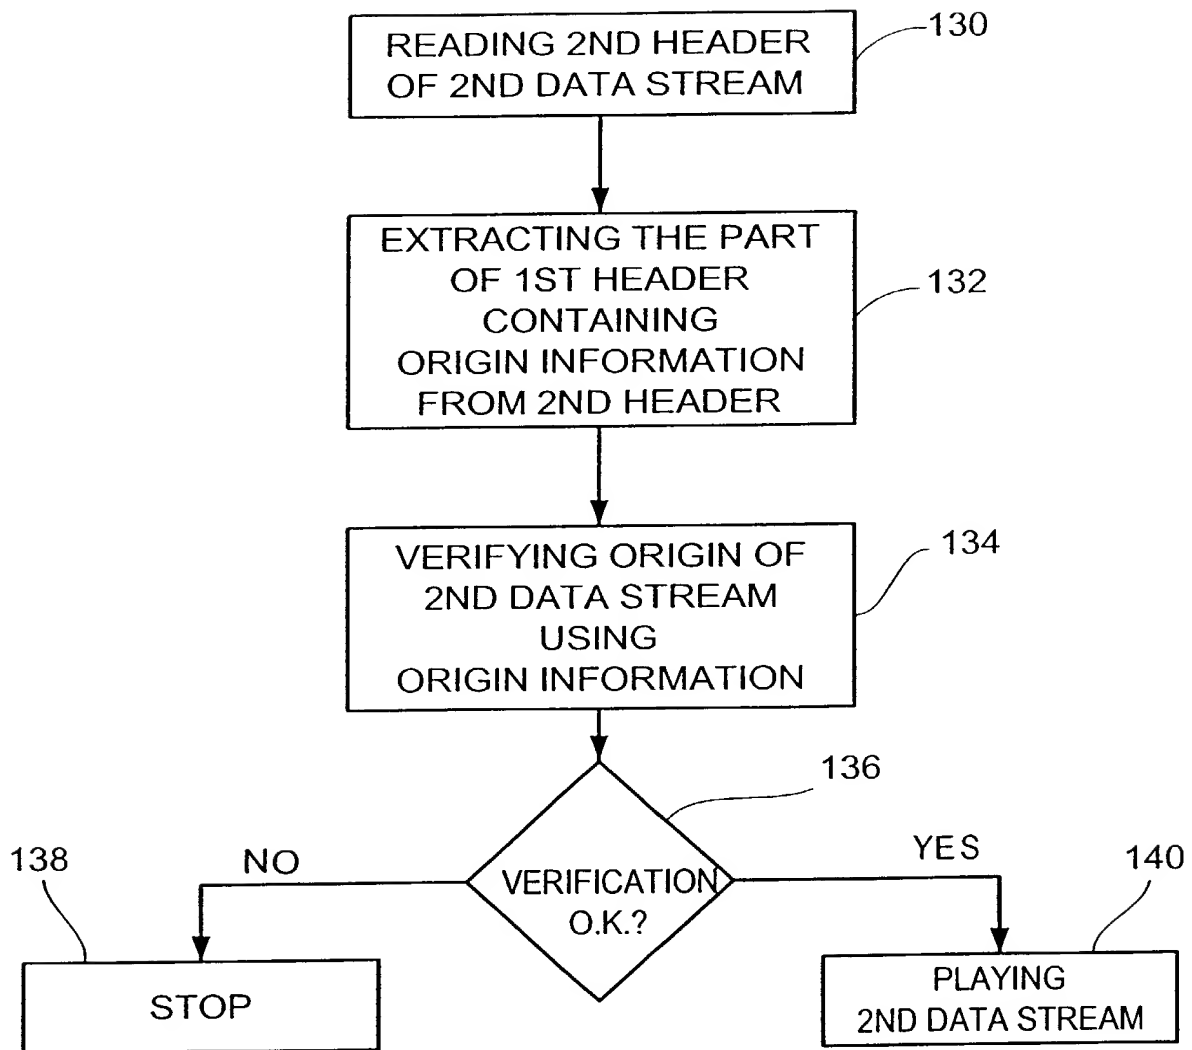 READING 2ND HEADER
OF 2ND DATA STREAM
130
EXTRACTING THE PART
OF 1ST HEADER
CONTAINING
ORIGIN INFORMATION
FROM 2ND HEADER
132
VERIFYING ORIGIN OF
2ND DATA STREAM
USING
ORIGIN INFORMATION
134
136
VERIFICATION
O.K.?
NO
138
STOP
YES
140
PLAYING
2ND DATA STREAM